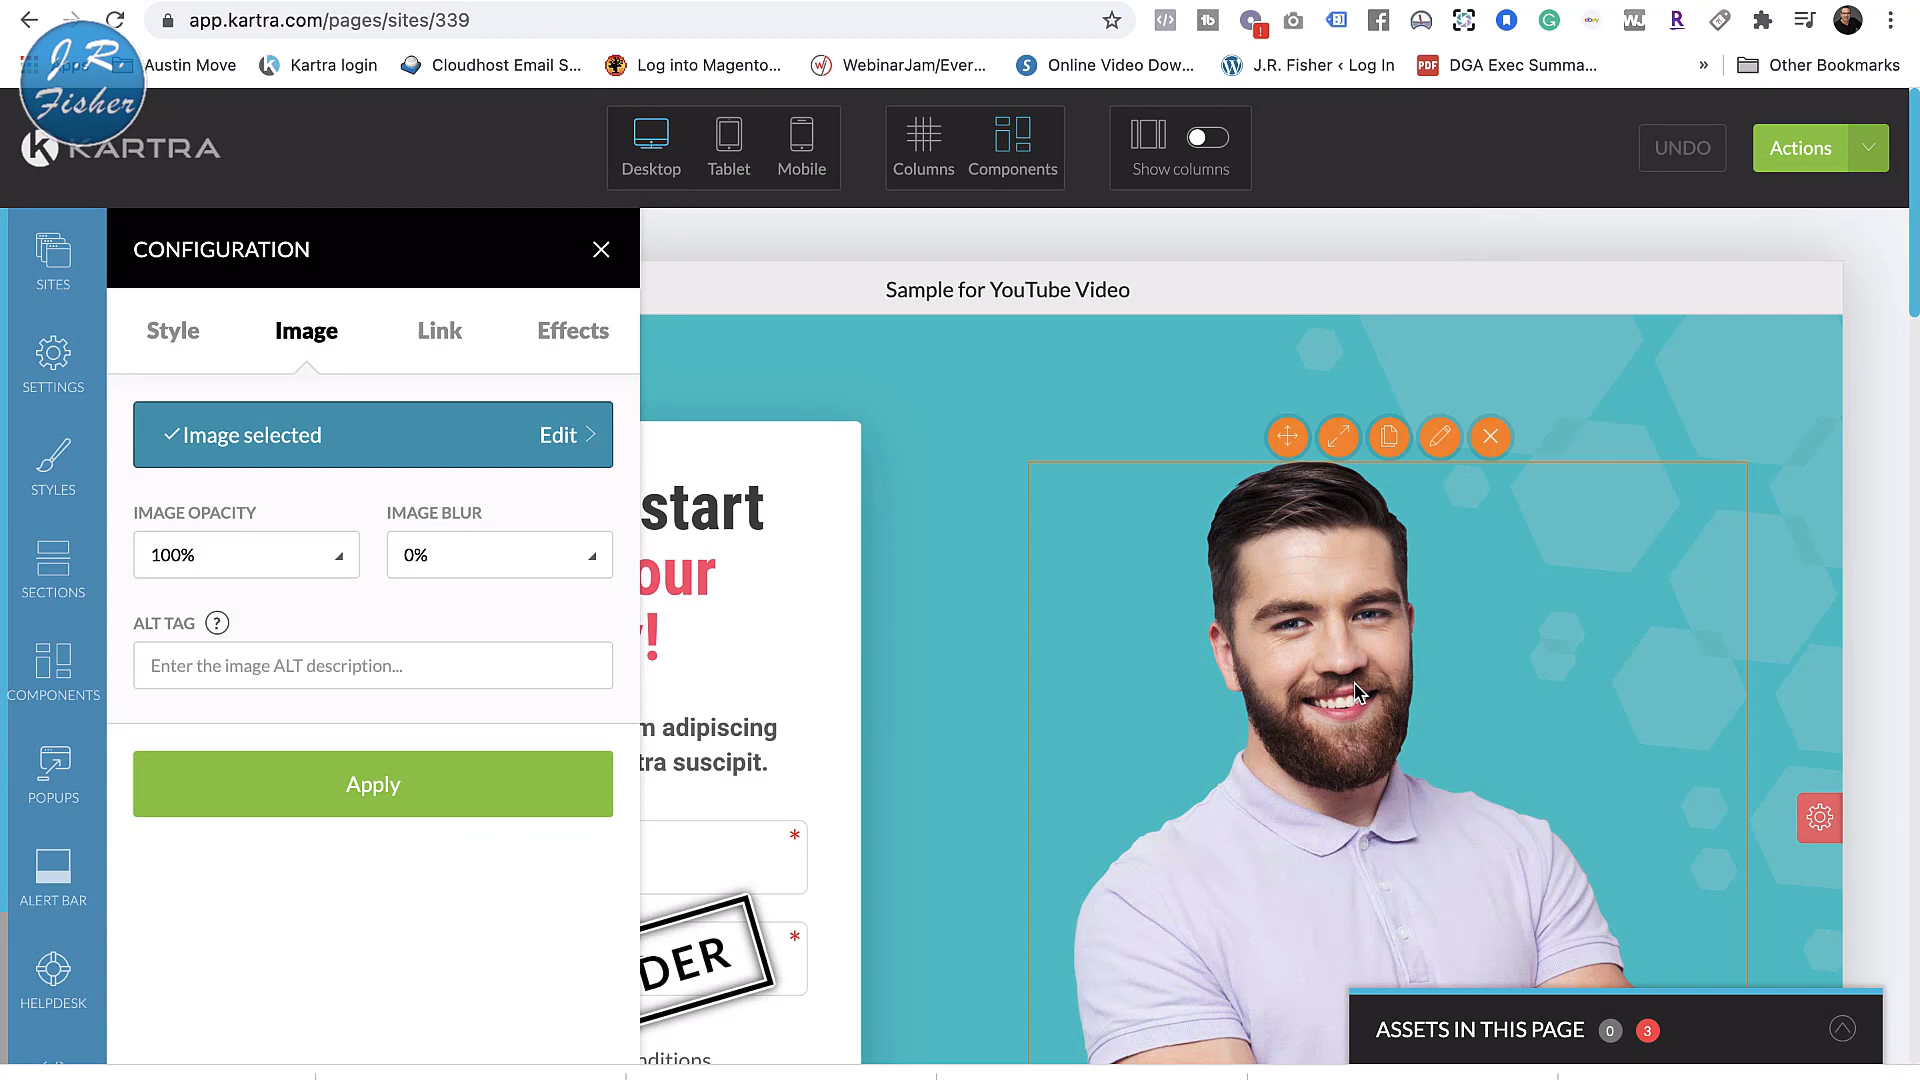 app.kartra.com/pages/sites/339
J.R. Fisher
Apps
Austin Move
Kartra login
Cloudhost Email S...
Log into Magento...
WebinarJam/Ever...
Online Video Dow...
J.R. Fisher ‹ Log In
PDF
DGA Exec Summa...
»
Other Bookmarks
KARTRA
Desktop
Tablet
Mobile
Columns
Components
Show columns
UNDO
Actions
SITES
SETTINGS
STYLES
SECTIONS
COMPONENTS
POPUPS
ALERT BAR
HELPDESK
CONFIGURATION
Style
Image
Link
Effects
Image selected
Edit
IMAGE OPACITY
IMAGE BLUR
100%
0%
ALT TAG ?
Enter the image ALT description...
Apply
Sample for YouTube Video
start
our
y!
m adipiscing
tra suscipit.
*
*
DER
nditions
ASSETS IN THIS PAGE 0 3